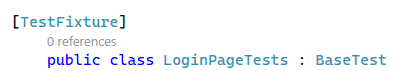 [TestFixture]
0 references
public class LoginPageTests : BaseTest